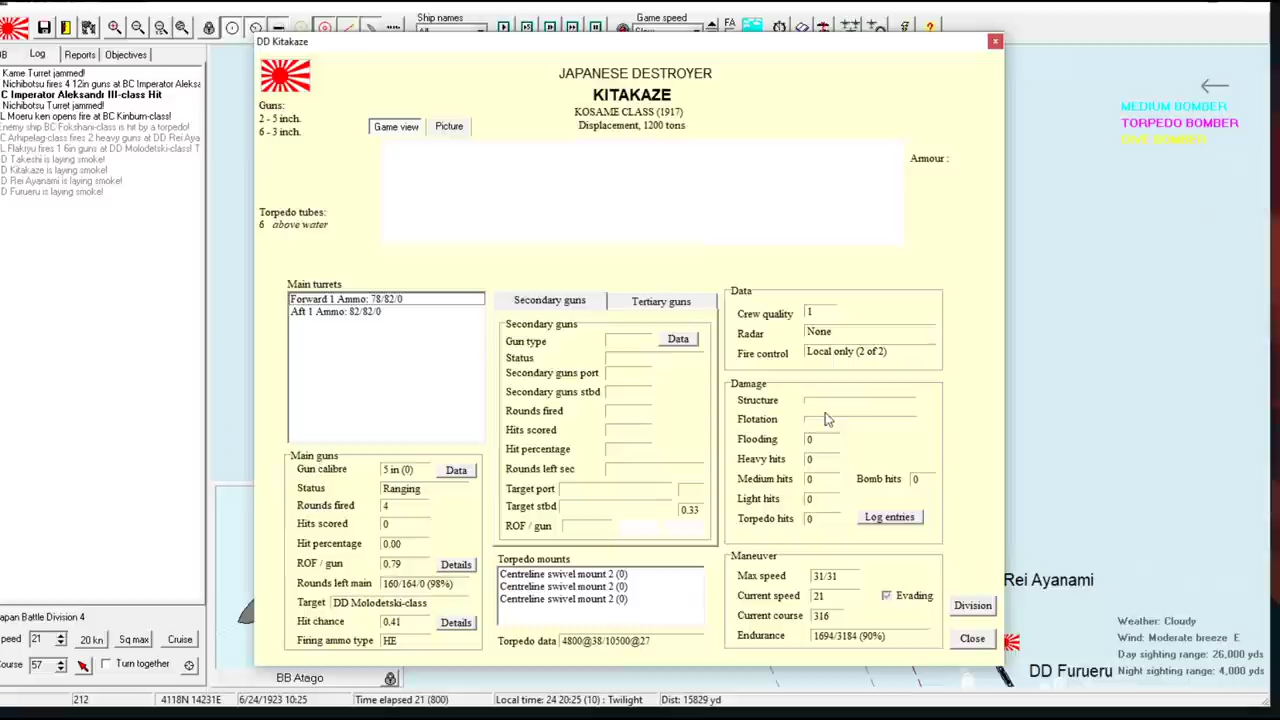 Ship names
Game speed
All
Slow
FA
DD Kitakaze
Log
Reports
Objectives
Kame Turret jammed!
Nichibotsu fires 4 12in guns at BC Imperator Aleksa
C Imperator Aleksandr III-class Hit
Nichibotsu Turret jammed!
L Moeru ken opens fire at BC Kinburn-class!
Enemy ship BC Fokshani-class is hit by a torpedo!
C Arhipelag-class fires 2 heavy guns at DD Rei Aya
L Flakryu fires 1 6in guns at DD Molodetski-class! T
D Takeshi is laying smoke!
D Kitakaze is laying smoke!
D Rei Ayanami is laying smoke!
D Furueru is laying smoke!
JAPANESE DESTROYER
KITAKAZE
KOSAME CLASS (1917)
Displacement, 1200 tons
Guns:
2 - 5 inch.
6 - 3 inch.
Game view
Picture
Armour :
Torpedo tubes:
6 above water
MEDIUM BOMBER
TORPEDO BOMBER
DIVE BOMBER
Main turrets
Forward 1 Ammo: 78/82/0
Aft 1 Ammo: 82/82/0
Main guns
Gun calibre 5 in (0) Data
Status Ranging
Rounds fired 4
Hits scored 0
Hit percentage 0.00
ROF / gun 0.79 Details
Rounds left main 160/164/0 (98%)
Target DD Molodetski-class
Hit chance 0.41 Details
Firing ammo type HE
Secondary guns
Tertiary guns
Secondary guns
Gun type Data
Status
Secondary guns port
Secondary guns stbd
Rounds fired
Hits scored
Hit percentage
Rounds left sec
Target port
Target stbd 0.33
ROF / gun
Torpedo mounts
Centreline swivel mount 2 (0)
Centreline swivel mount 2 (0)
Centreline swivel mount 2 (0)
Torpedo data 4800@38/10500@27
Data
Crew quality 1
Radar None
Fire control Local only (2 of 2)
Damage
Structure
Flotation
Flooding 0
Heavy hits 0
Medium hits 0 Bomb hits 0
Light hits 0
Torpedo hits 0 Log entries
Maneuver
Max speed 31/31
Current speed 21 Evading
Current course 316
Endurance 1694/3184 (90%)
Division
Close
Rei Ayanami
DD Furueru
Weather: Cloudy
Wind: Moderate breeze E
Day sighting range: 26,000 yds
Night sighting range: 4,000 yds
apan Battle Division 4
peed 21 20 kn Sq max Cruise
ourse 57 Turn together
BB Atago
212 4118N 14231E 6/24/1923 Time elapsed 21 (800) Local time: 24 20:25 (10) : Twilight Dist: 15829 yd